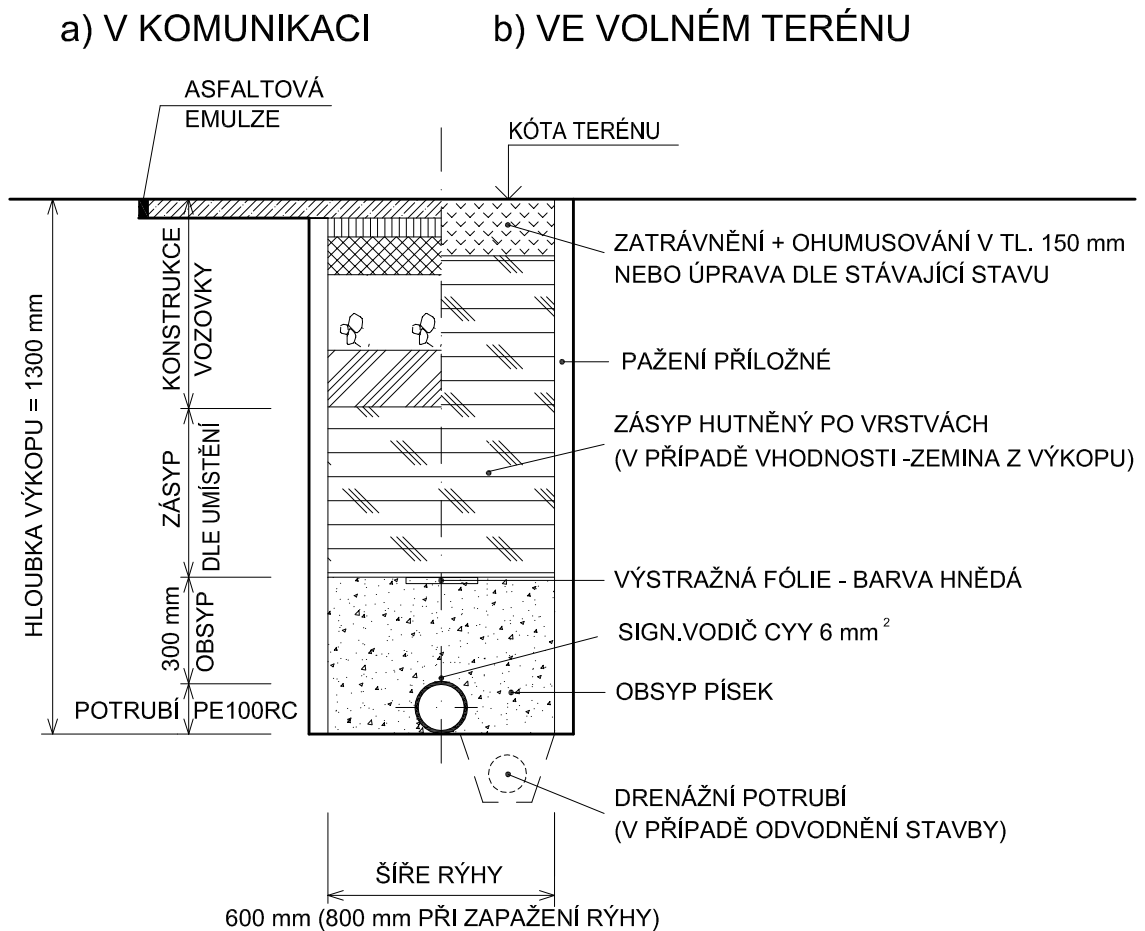 a) V KOMUNIKACI
b) VE VOLNÉM TERÉNU
ASFALTOVÁ
EMULZE
KÓTA TERÉNU
ZATRÁVNĚNÍ + OHUMUSOVÁNÍ V TL. 150 mm
NEBO ÚPRAVA DLE STÁVAJÍCÍ STAVU
PAŽENÍ PŘÍLOŽNÉ
ZÁSYP HUTNĚNÝ PO VRSTVÁCH
(V PŘÍPADĚ VHODNOSTI -ZEMINA Z VÝKOPU)
VÝSTRAŽNÁ FÓLIE - BARVA HNĚDÁ
SIGN.VODIČ CYY 6 mm²
OBSYP PÍSEK
DRENÁŽNÍ POTRUBÍ
(V PŘÍPADĚ ODVODNĚNÍ STAVBY)
HLOUBKA VÝKOPU = 1300 mm
KONSTRUKCE
VOZOVKY
ZÁSYP
DLE UMÍSTĚNÍ
300 mm
OBSYP
POTRUBÍ PE100RC
ŠÍŘE RÝHY
600 mm (800 mm PŘI ZAPAŽENÍ RÝHY)